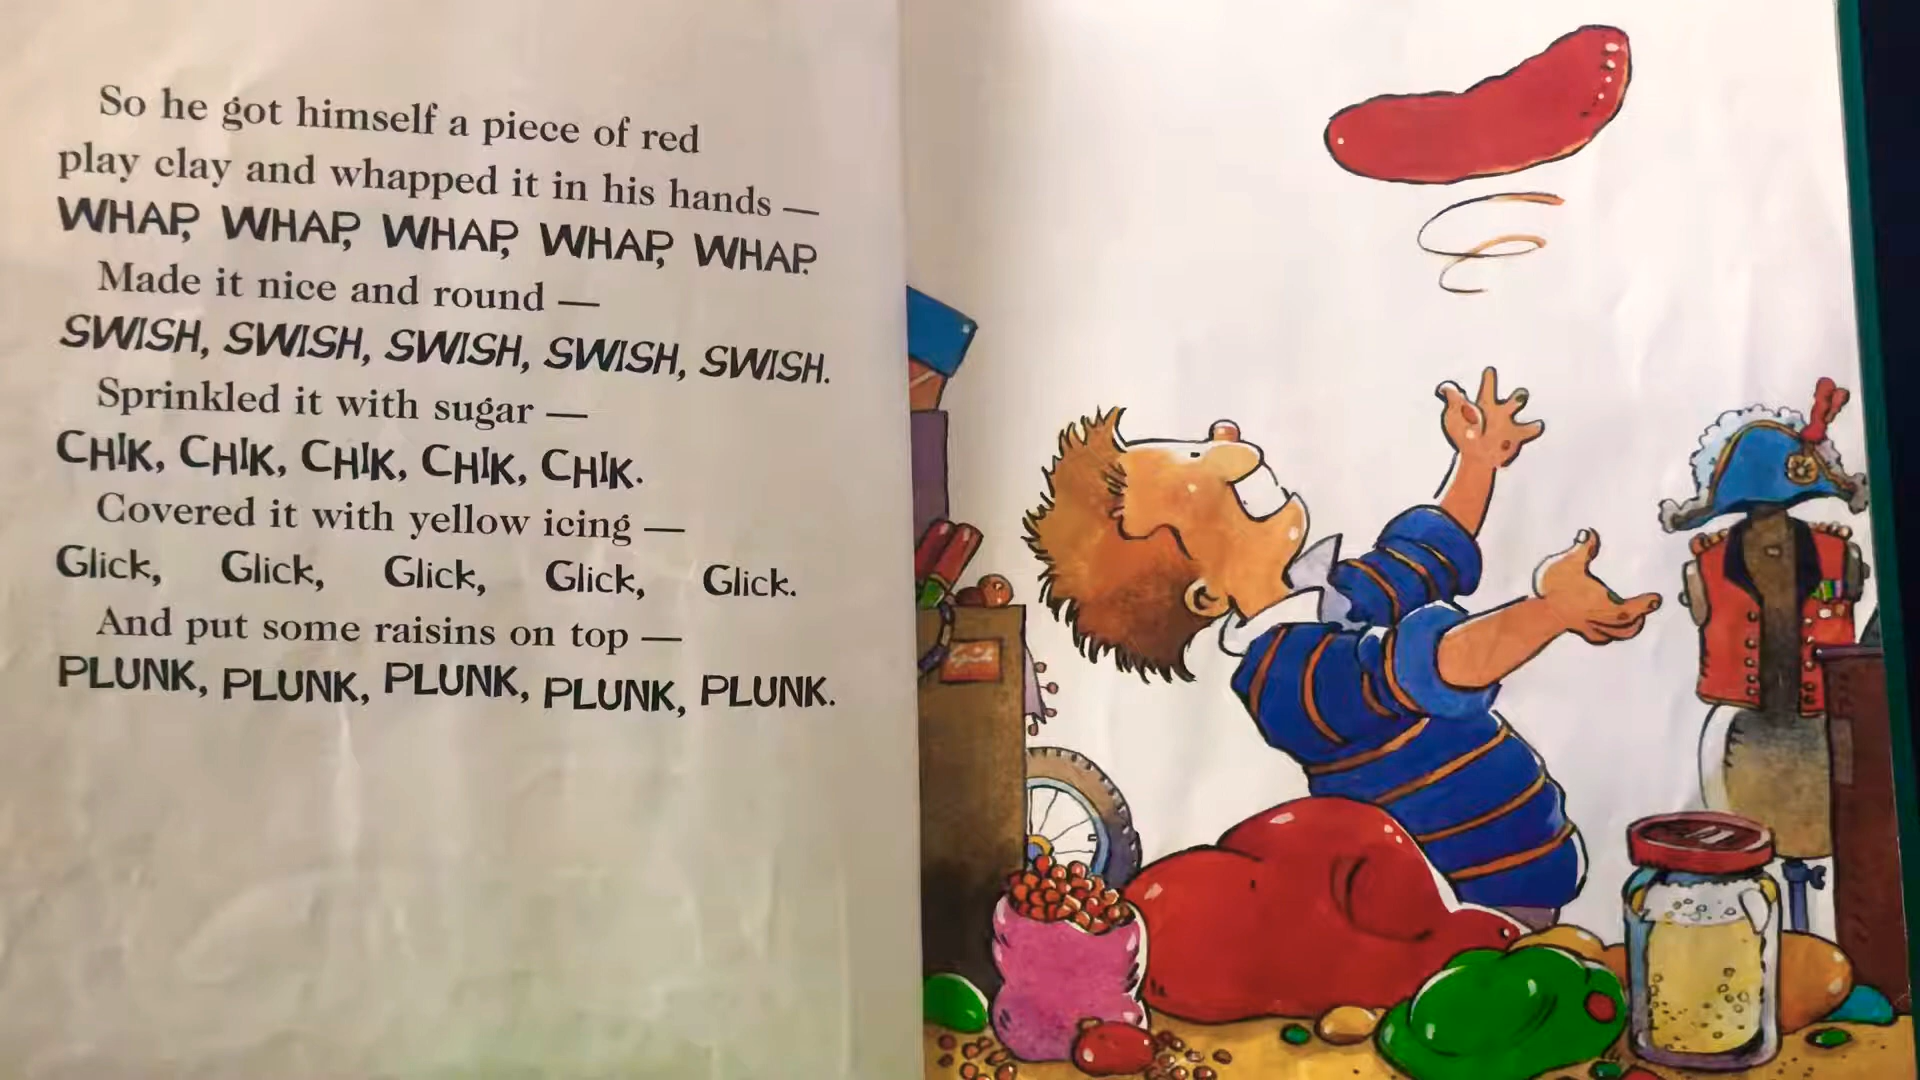 So he got himself a piece of red
play clay and whapped it in his hands —
WHAP, WHAP, WHAP, WHAP, WHAP.
Made it nice and round —
SWISH, SWISH, SWISH, SWISH, SWISH.
Sprinkled it with sugar —
CHIK, CHIK, CHIK, CHIK, CHIK.
Covered it with yellow icing —
Glick, Glick, Glick, Glick, Glick.
And put some raisins on top —
PLUNK, PLUNK, PLUNK, PLUNK, PLUNK.